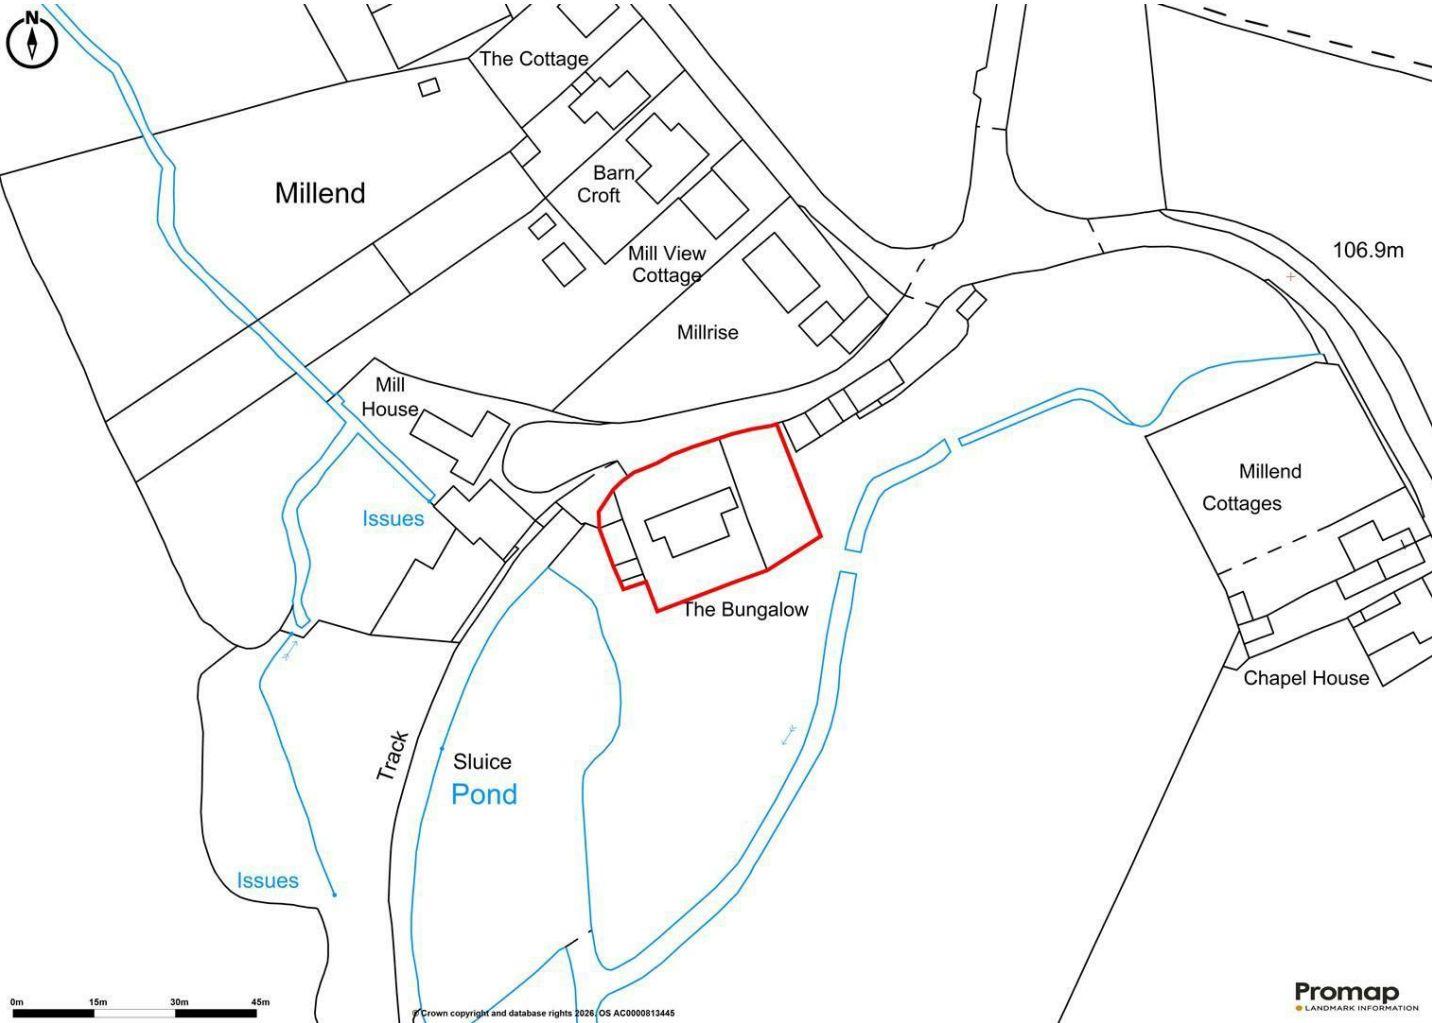 N
The Cottage
Millend
Barn
Croft
Mill View
Cottage
106.9m
Millrise
Mill
House
Millend
Cottages
Issues
The Bungalow
Chapel House
Track
Sluice
Pond
Issues
0m 15m 30m 45m
© Crown copyright and database rights 2026. OS AC0000813445
Promap
LANDMARK INFORMATION